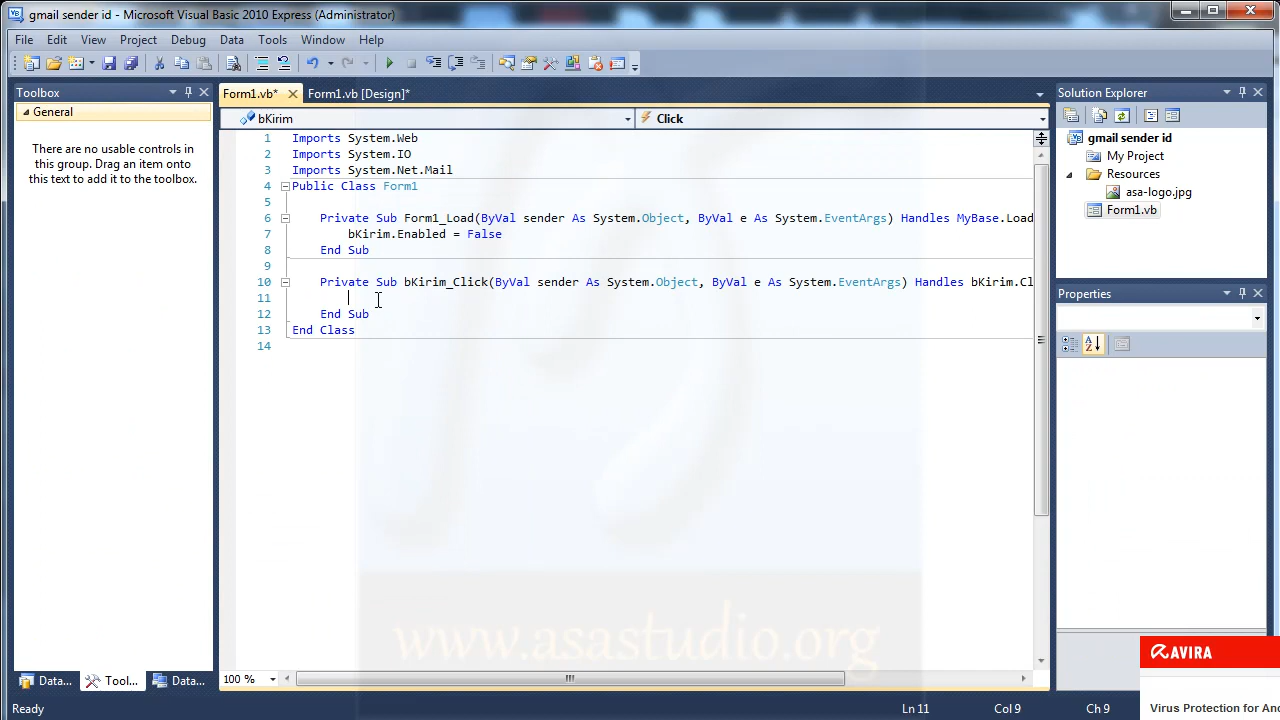 gmail sender id - Microsoft Visual Basic 2010 Express (Administrator)
File Edit View Project Debug Data Tools Window Help
Toolbox
General
There are no usable controls in
this group. Drag an item onto
this text to add it to the toolbox.
Data... Tool... Data...
Form1.vb* Form1.vb [Design]*
bKirim Click
1 Imports System.Web
2 Imports System.IO
3 Imports System.Net.Mail
4 Public Class Form1
5
6 Private Sub Form1_Load(ByVal sender As System.Object, ByVal e As System.EventArgs) Handles MyBase.Load
7 bKirim.Enabled = False
8 End Sub
9
10 Private Sub bKirim_Click(ByVal sender As System.Object, ByVal e As System.EventArgs) Handles bKirim.Cl
11
12 End Sub
13 End Class
14
www.asastudio.org
100 %
Solution Explorer
gmail sender id
My Project
Resources
asa-logo.jpg
Form1.vb
Properties
AVIRA
Virus Protection for And
Ready Ln 11 Col 9 Ch 9